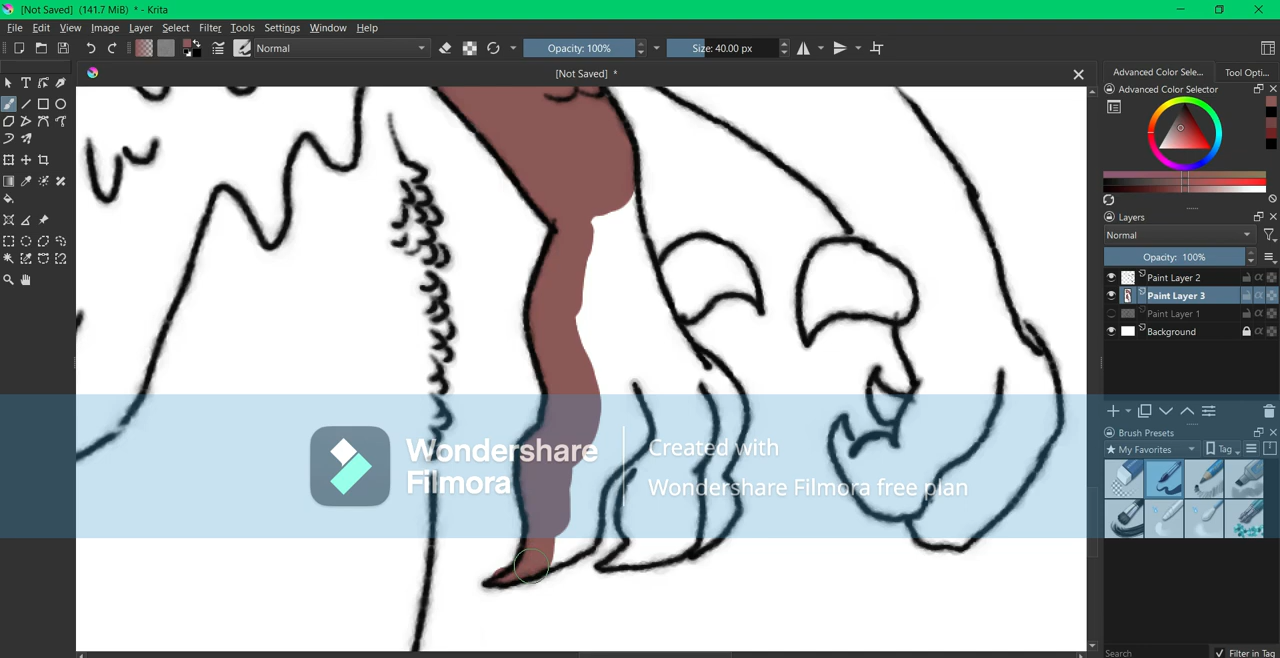 [Not Saved] (141.7 MiB) * - Krita
File Edit View Image Layer Select Filter Tools Settings Window Help
Normal
Opacity: 100%
Size: 40.00 px
[Not Saved] *
Advanced Color Sele...
Tool Opti...
Advanced Color Selector
Layers
Normal
Opacity: 100%
Paint Layer 2
Paint Layer 3
Paint Layer 1
Background
Brush Presets
My Favorites
Tag
Wondershare
Filmora
Created with
Wondershare Filmora free plan
Search
Filter in Tag